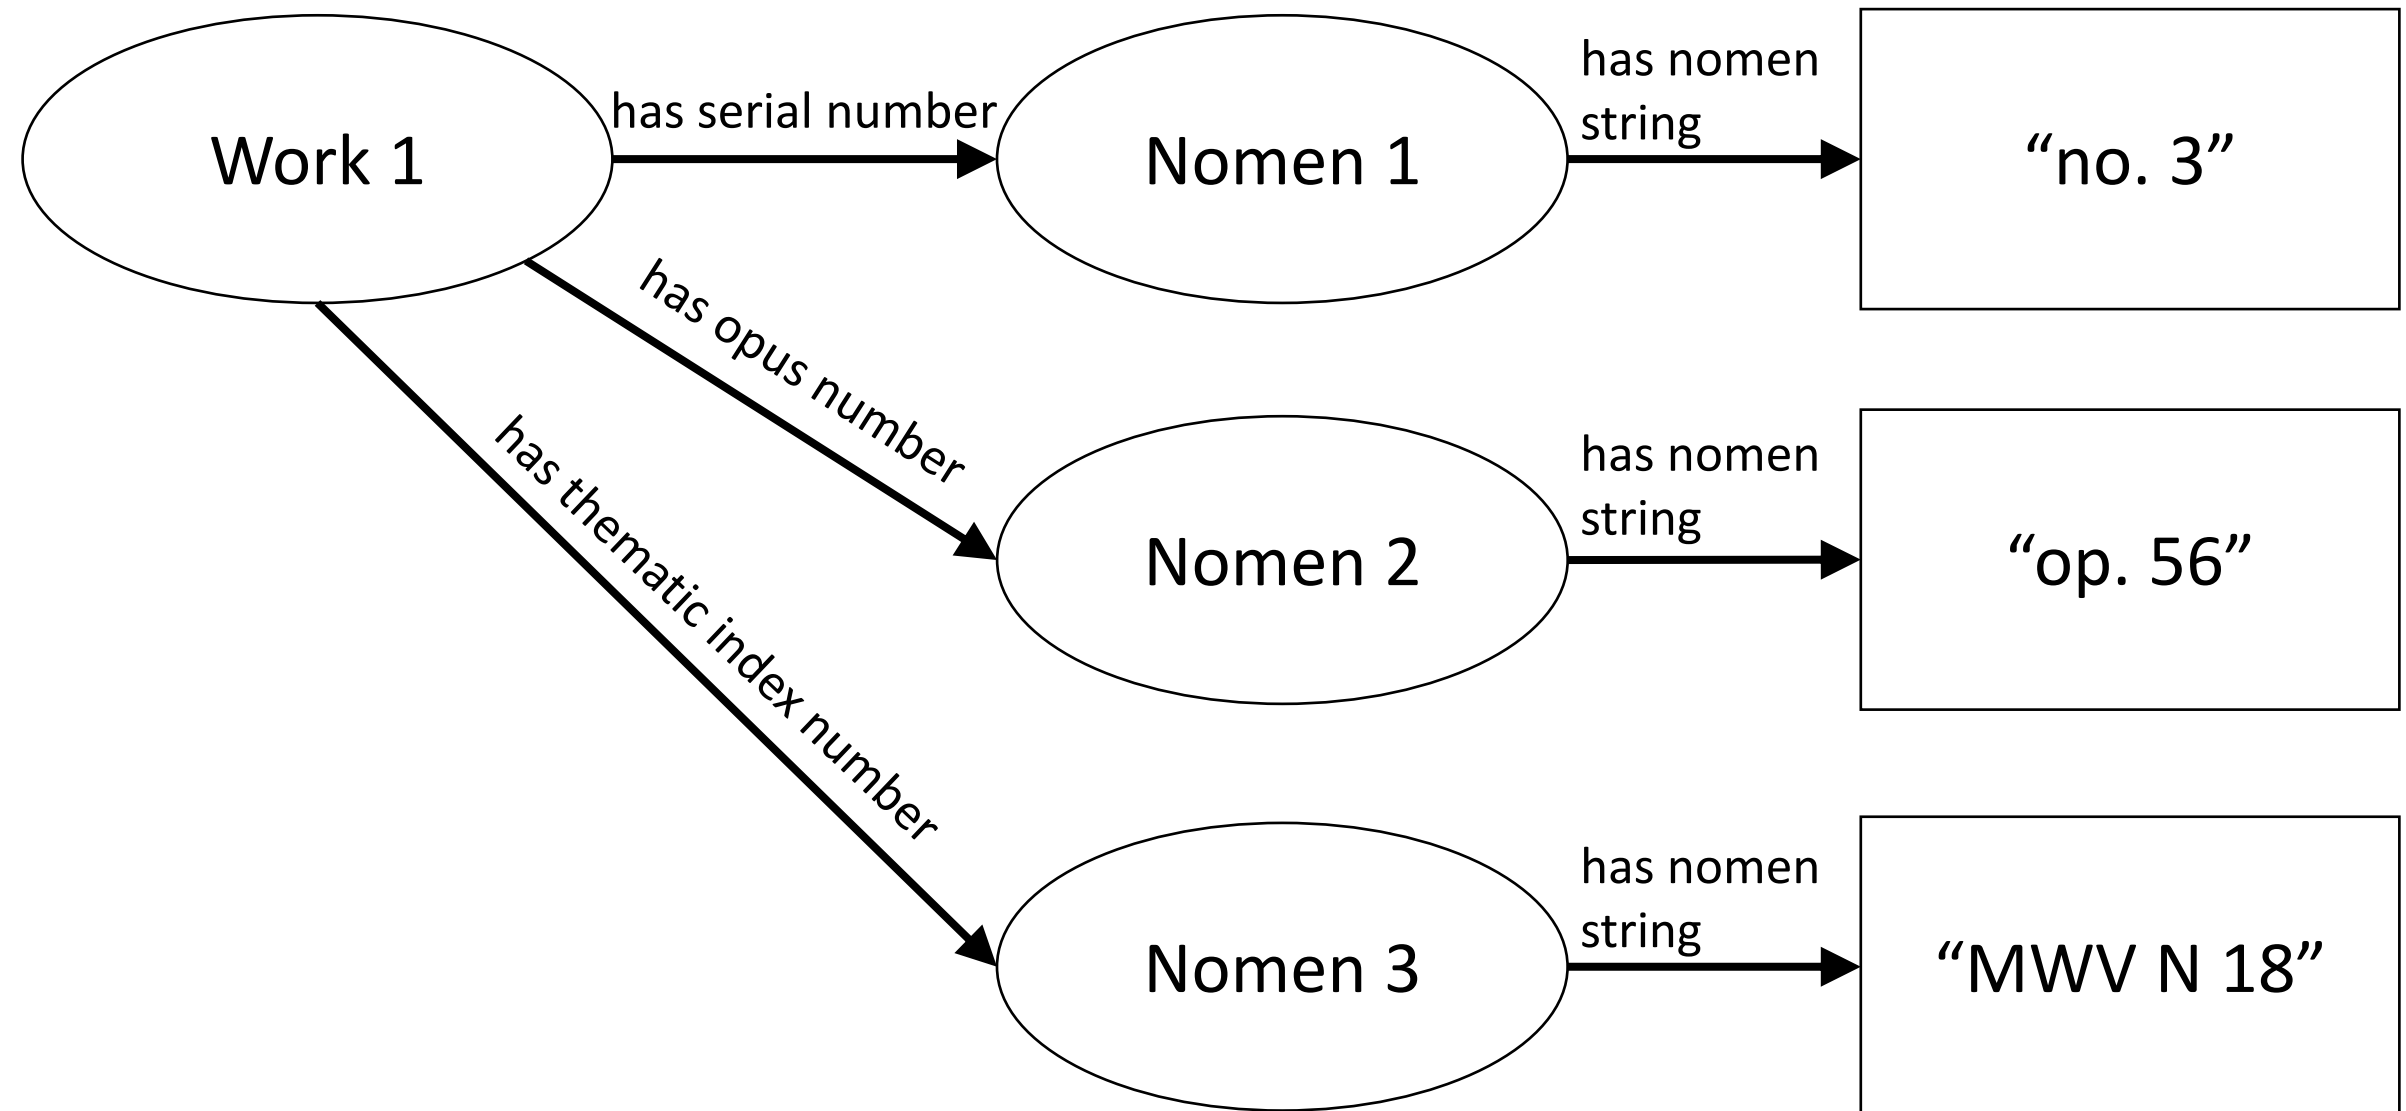 Work 1
has serial number
Nomen 1
has nomen
string
“no. 3”
has opus number
Nomen 2
has nomen
string
“op. 56”
has thematic index number
Nomen 3
has nomen
string
“MWV N 18”